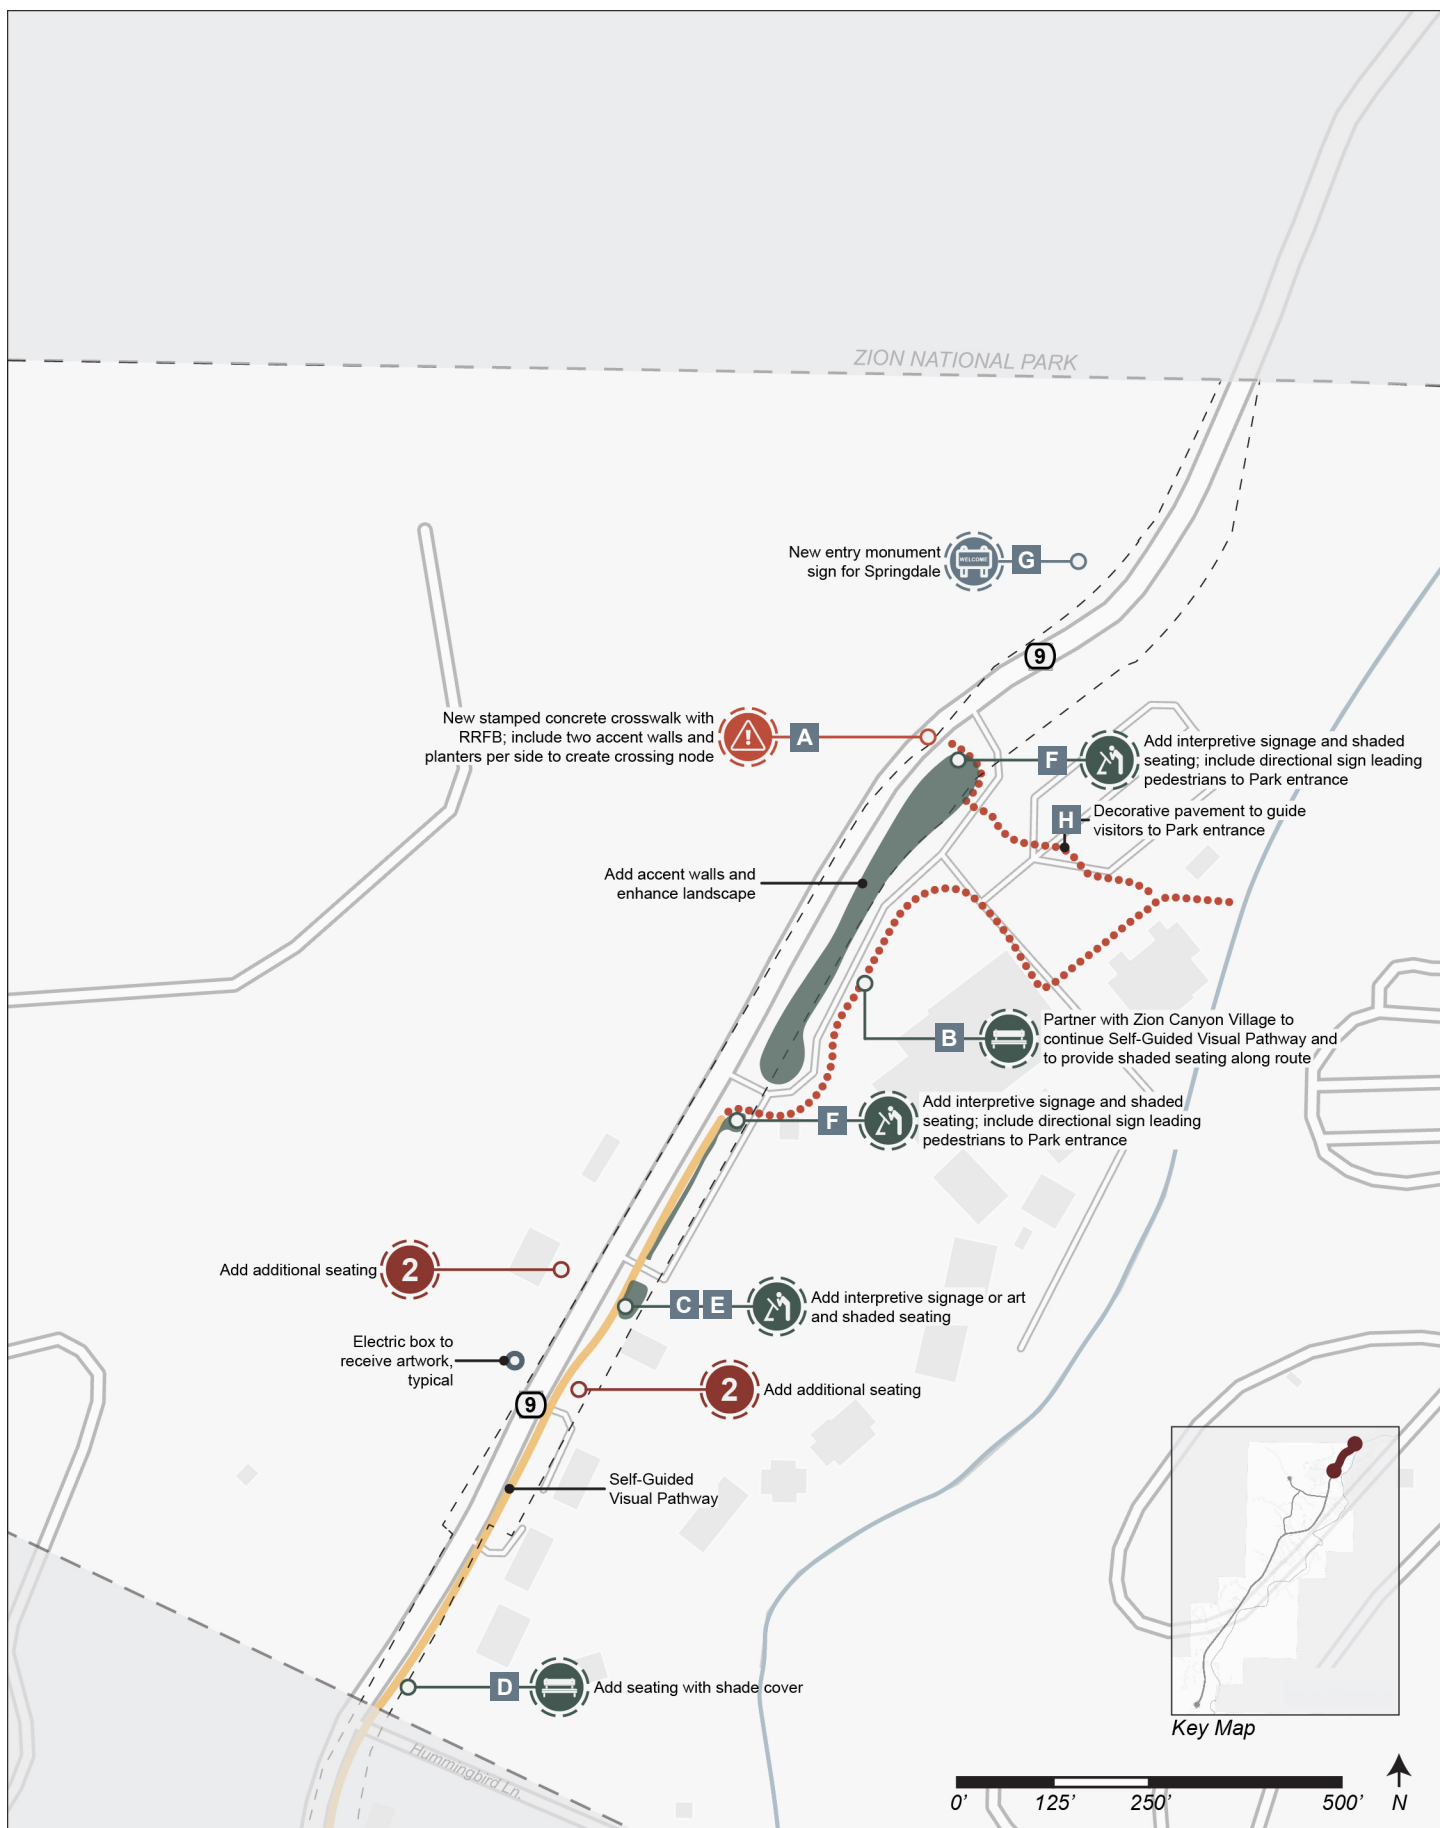 ZION NATIONAL PARK
New entry monument
sign for Springdale
WELCOME
G
9
New stamped concrete crosswalk with
RRFB; include two accent walls and
planters per side to create crossing node
A
F
Add interpretive signage and shaded
seating; include directional sign leading
pedestrians to Park entrance
H
Decorative pavement to guide
visitors to Park entrance
Add accent walls and
enhance landscape
B
Partner with Zion Canyon Village to
continue Self-Guided Visual Pathway and
to provide shaded seating along route
F
Add interpretive signage and shaded
seating; include directional sign leading
pedestrians to Park entrance
Add additional seating
2
C E
Add interpretive signage or art
and shaded seating
Electric box to
receive artwork,
typical
2
Add additional seating
9
Self-Guided
Visual Pathway
D
Add seating with shade cover
Hummingbird Ln.
Key Map
0’ 125’ 250’ 500’ N